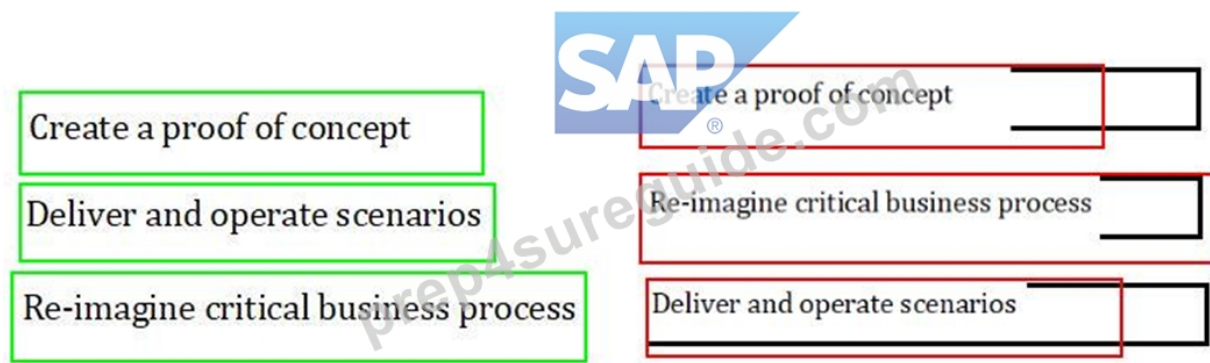 Create a proof of concept
Deliver and operate scenarios
Re-imagine critical business process
SAP®
Create a proof of concept
Re-imagine critical business process
Deliver and operate scenarios
prep4sureguide.com